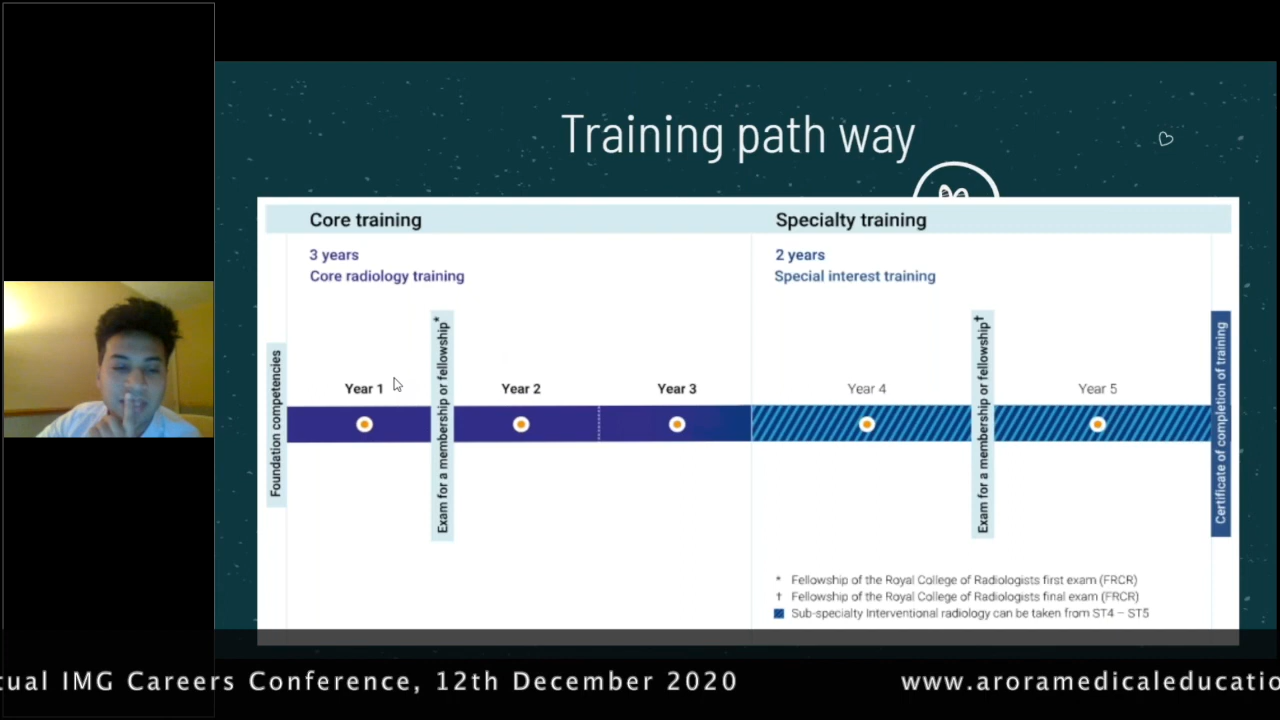 Training path way
Core training
Specialty training
3 years
Core radiology training
2 years
Special interest training
Foundation competencies
Year 1
Exam for a membership or fellowship*
Year 2
Year 3
Year 4
Exam for a membership or fellowship†
Year 5
Certificate of completion of training
* Fellowship of the Royal College of Radiologists first exam (FRCR)
† Fellowship of the Royal College of Radiologists final exam (FRCR)
Sub-specialty Interventional radiology can be taken from ST4 – ST5
tual IMG Careers Conference, 12th December 2020
www.aroramedicaleducatio